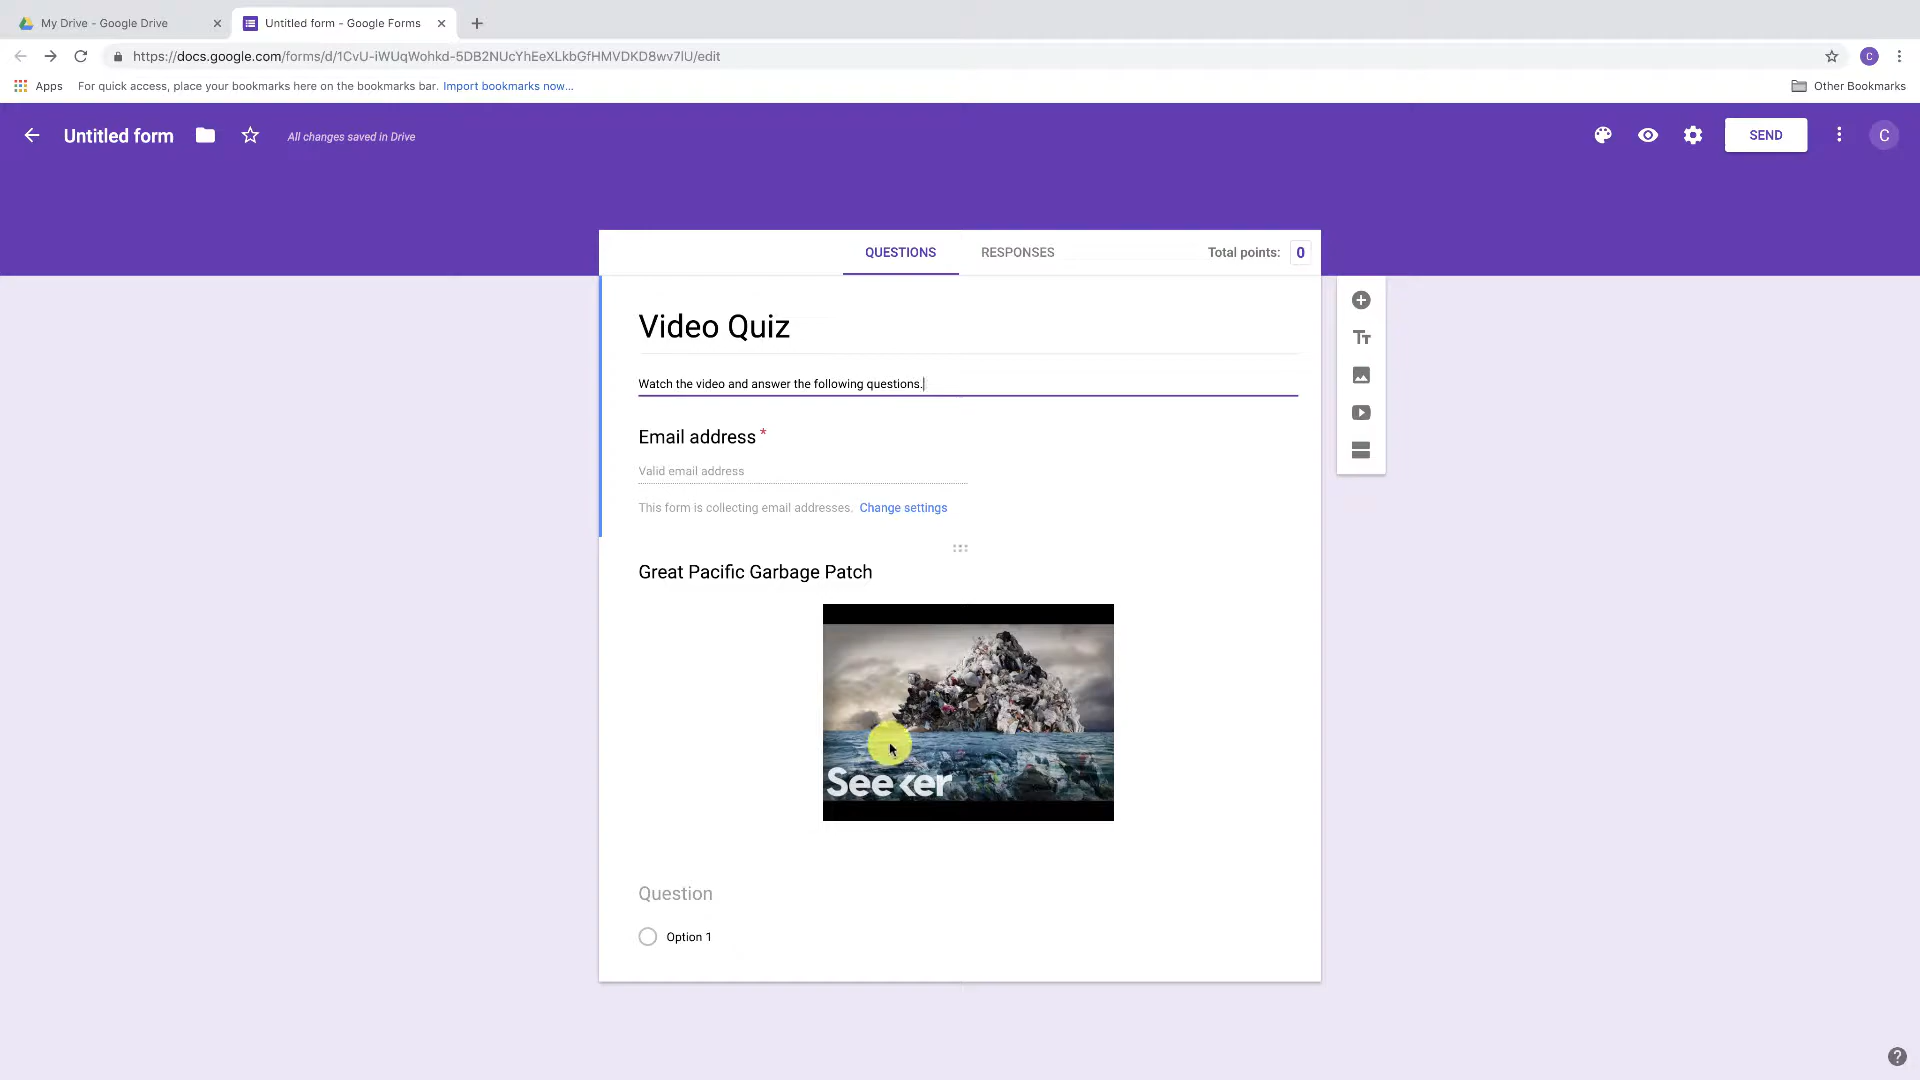 My Drive - Google Drive
Untitled form - Google Forms
https://docs.google.com/forms/d/1CvU-iWUqWohkd-5DB2NUcYhEeXLkbGfHMVDKD8wv7lU/edit
C
Apps
For quick access, place your bookmarks here on the bookmarks bar. Import bookmarks now...
Other Bookmarks
Untitled form
All changes saved in Drive
SEND
C
QUESTIONS
RESPONSES
Total points: 0
Video Quiz
Watch the video and answer the following questions.
Email address *
Valid email address
This form is collecting email addresses. Change settings
Great Pacific Garbage Patch
Seeker
Question
Option 1